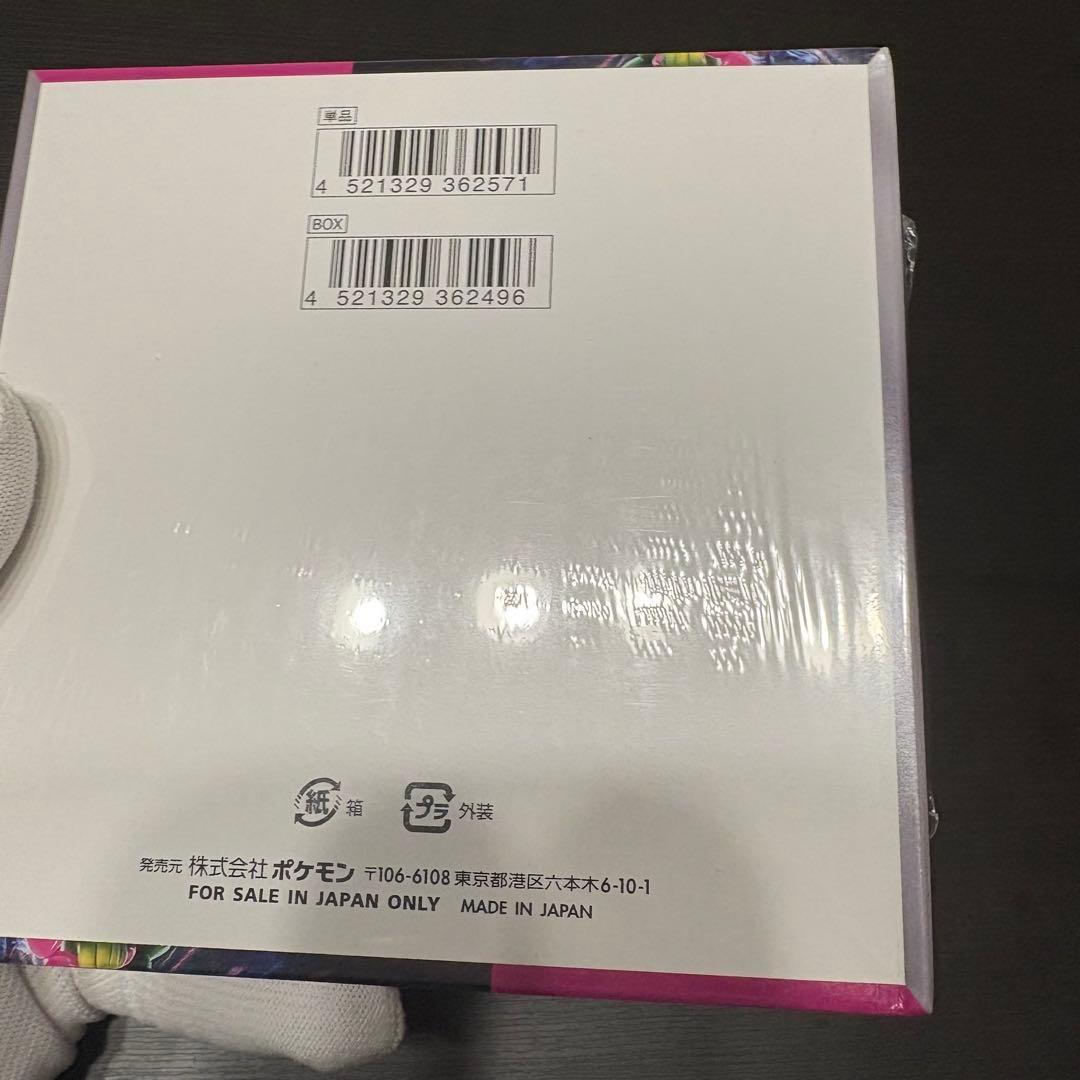 単品
4 521329 362571
BOX
4 521329 362496
紙 箱 プラ 外装
発売元 株式会社 ポケモン 〒106-6108 東京都港区六本木6-10-1
FOR SALE IN JAPAN ONLY MADE IN JAPAN